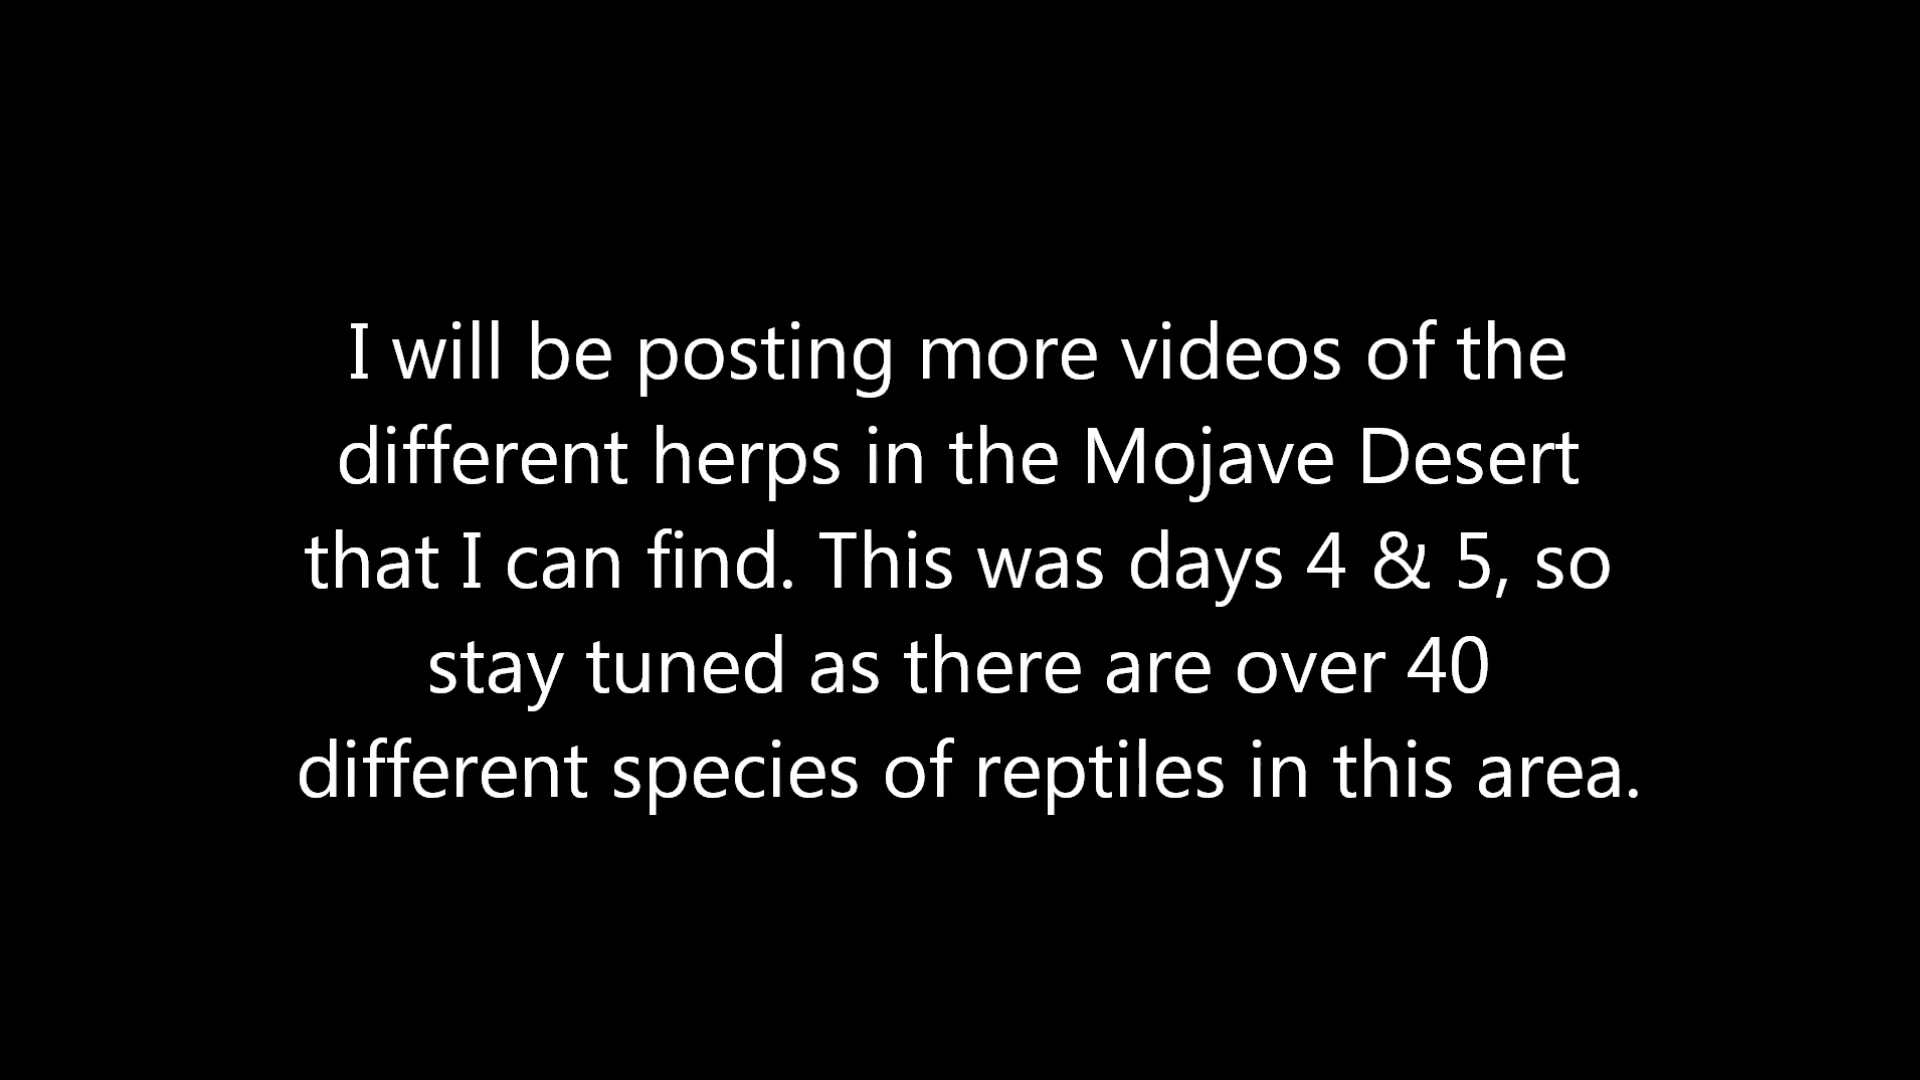 I will be posting more videos of the
different herps in the Mojave Desert
that I can find. This was days 4 & 5, so
stay tuned as there are over 40
different species of reptiles in this area.